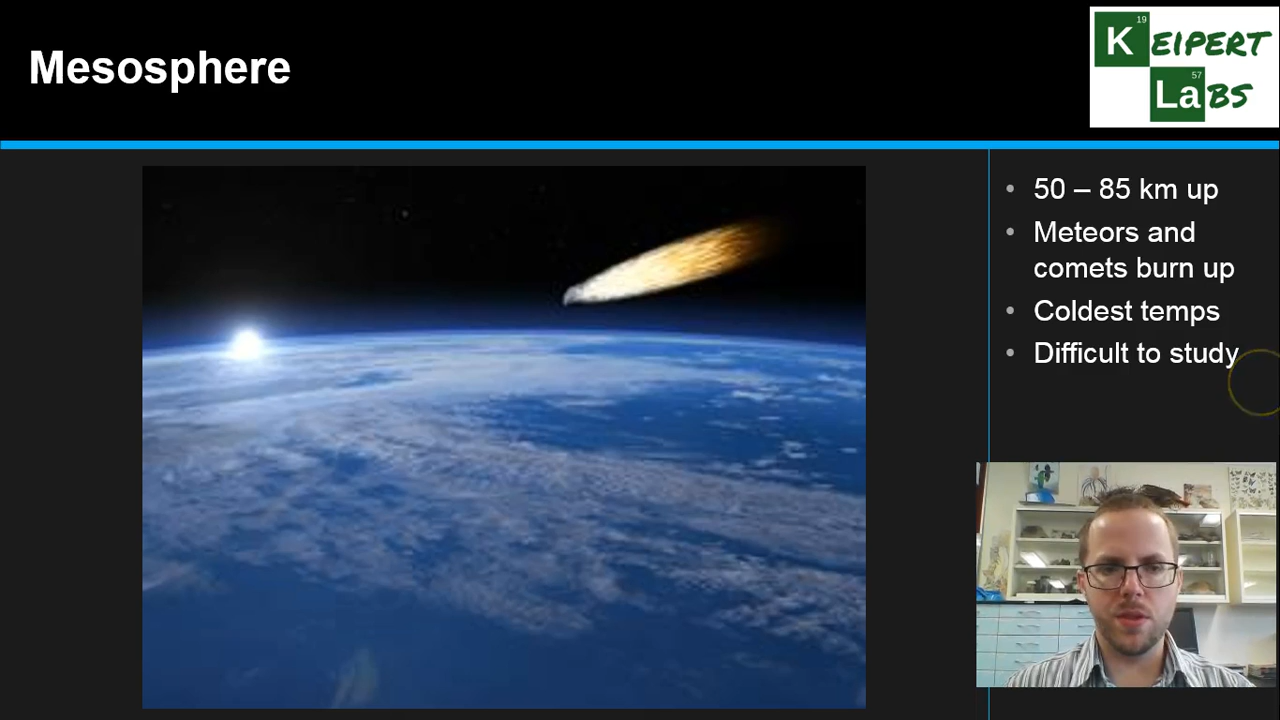 Mesosphere
19
KEIPERT
57
LaBS
• 50 – 85 km up
• Meteors and
comets burn up
• Coldest temps
• Difficult to study